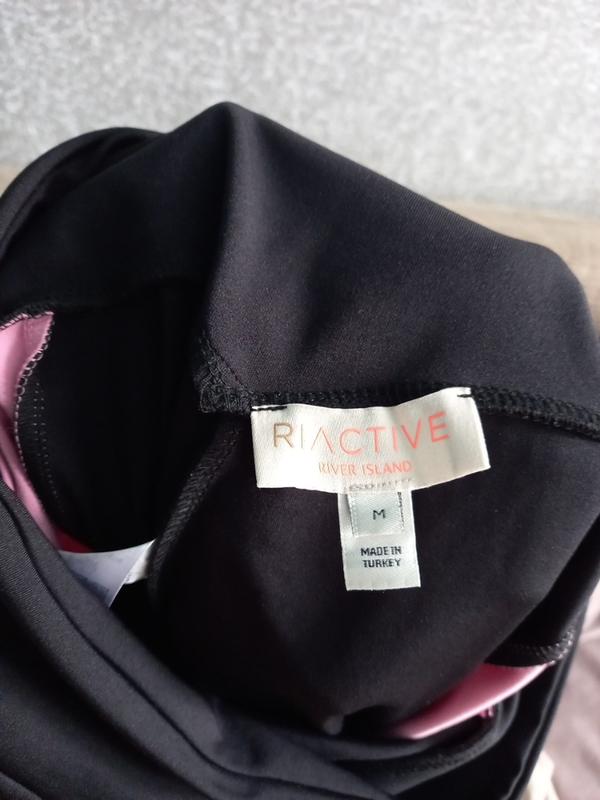 RIACTIVE
RIVER ISLAND
M
MADE IN
TURKEY